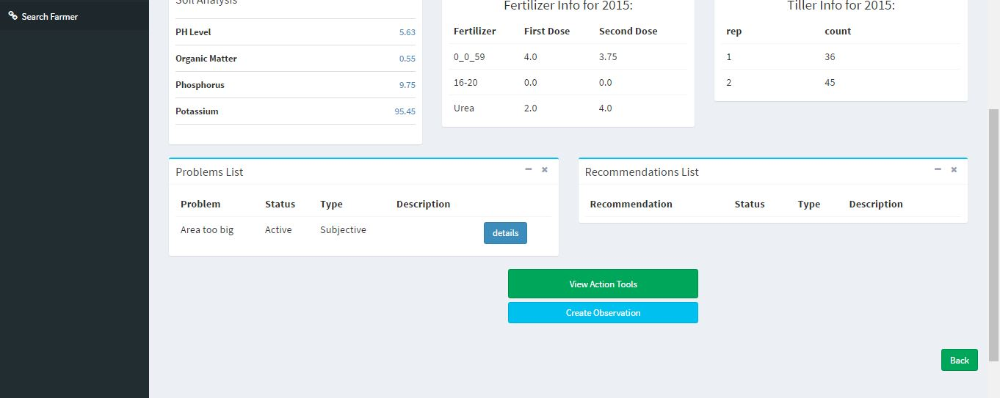 Search Farmer
Soil Analysis
PH Level 5.63
Organic Matter 0.55
Phosphorus 9.75
Potassium 95.45
Fertilizer Info for 2015:
Fertilizer First Dose Second Dose
0_0_59 4.0 3.75
16-20 0.0 0.0
Urea 2.0 4.0
Tiller Info for 2015:
rep count
1 36
2 45
Problems List
Problem Status Type Description
Area too big Active Subjective details
Recommendations List
Recommendation Status Type Description
View Action Tools
Create Observation
Back